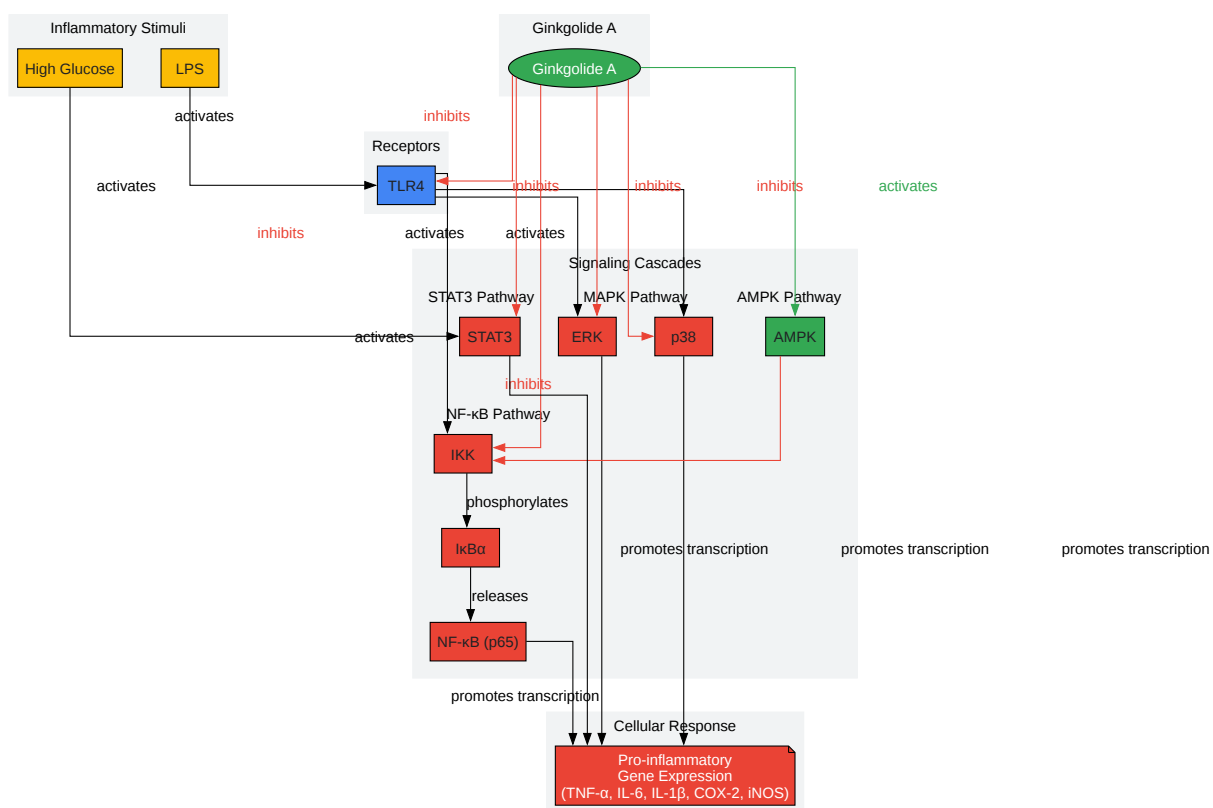 Inflammatory Stimuli
Ginkgolide A
High Glucose
LPS
Ginkgolide A
activates
inhibits
Receptors
TLR4
activates
inhibits
inhibits
inhibits
activates
inhibits
activates
activates
Signaling Cascades
STAT3 Pathway
MAPK Pathway
AMPK Pathway
activates
STAT3
ERK
p38
AMPK
inhibits
NF-κB Pathway
IKK
phosphorylates
IκBα
promotes transcription
promotes transcription
promotes transcription
releases
NF-κB (p65)
promotes transcription
Cellular Response
Pro-inflammatory
Gene Expression
(TNF-α, IL-6, IL-1β, COX-2, iNOS)